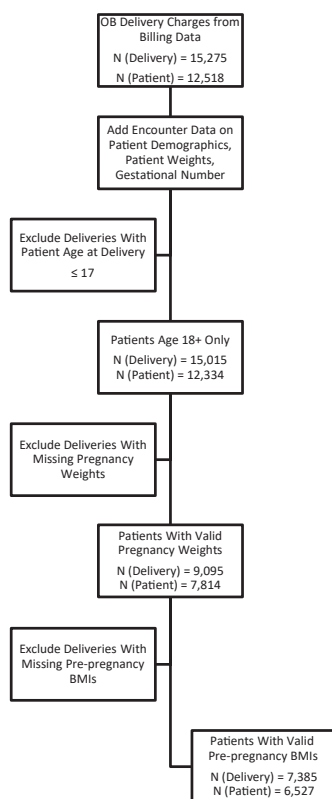 OB Delivery Charges from
Billing Data
N (Delivery) = 15,275
N (Patient) = 12,518
Add Encounter Data on
Patient Demographics,
Patient Weights,
Gestational Number
Exclude Deliveries With
Patient Age at Delivery
≤ 17
Patients Age 18+ Only
N (Delivery) = 15,015
N (Patient) = 12,334
Exclude Deliveries With
Missing Pregnancy
Weights
Patients With Valid
Pregnancy Weights
N (Delivery) = 9,095
N (Patient) = 7,814
Exclude Deliveries With
Missing Pre-pregnancy
BMIs
Patients With Valid
Pre-pregnancy BMIs
N (Delivery) = 7,385
N (Patient) = 6,527